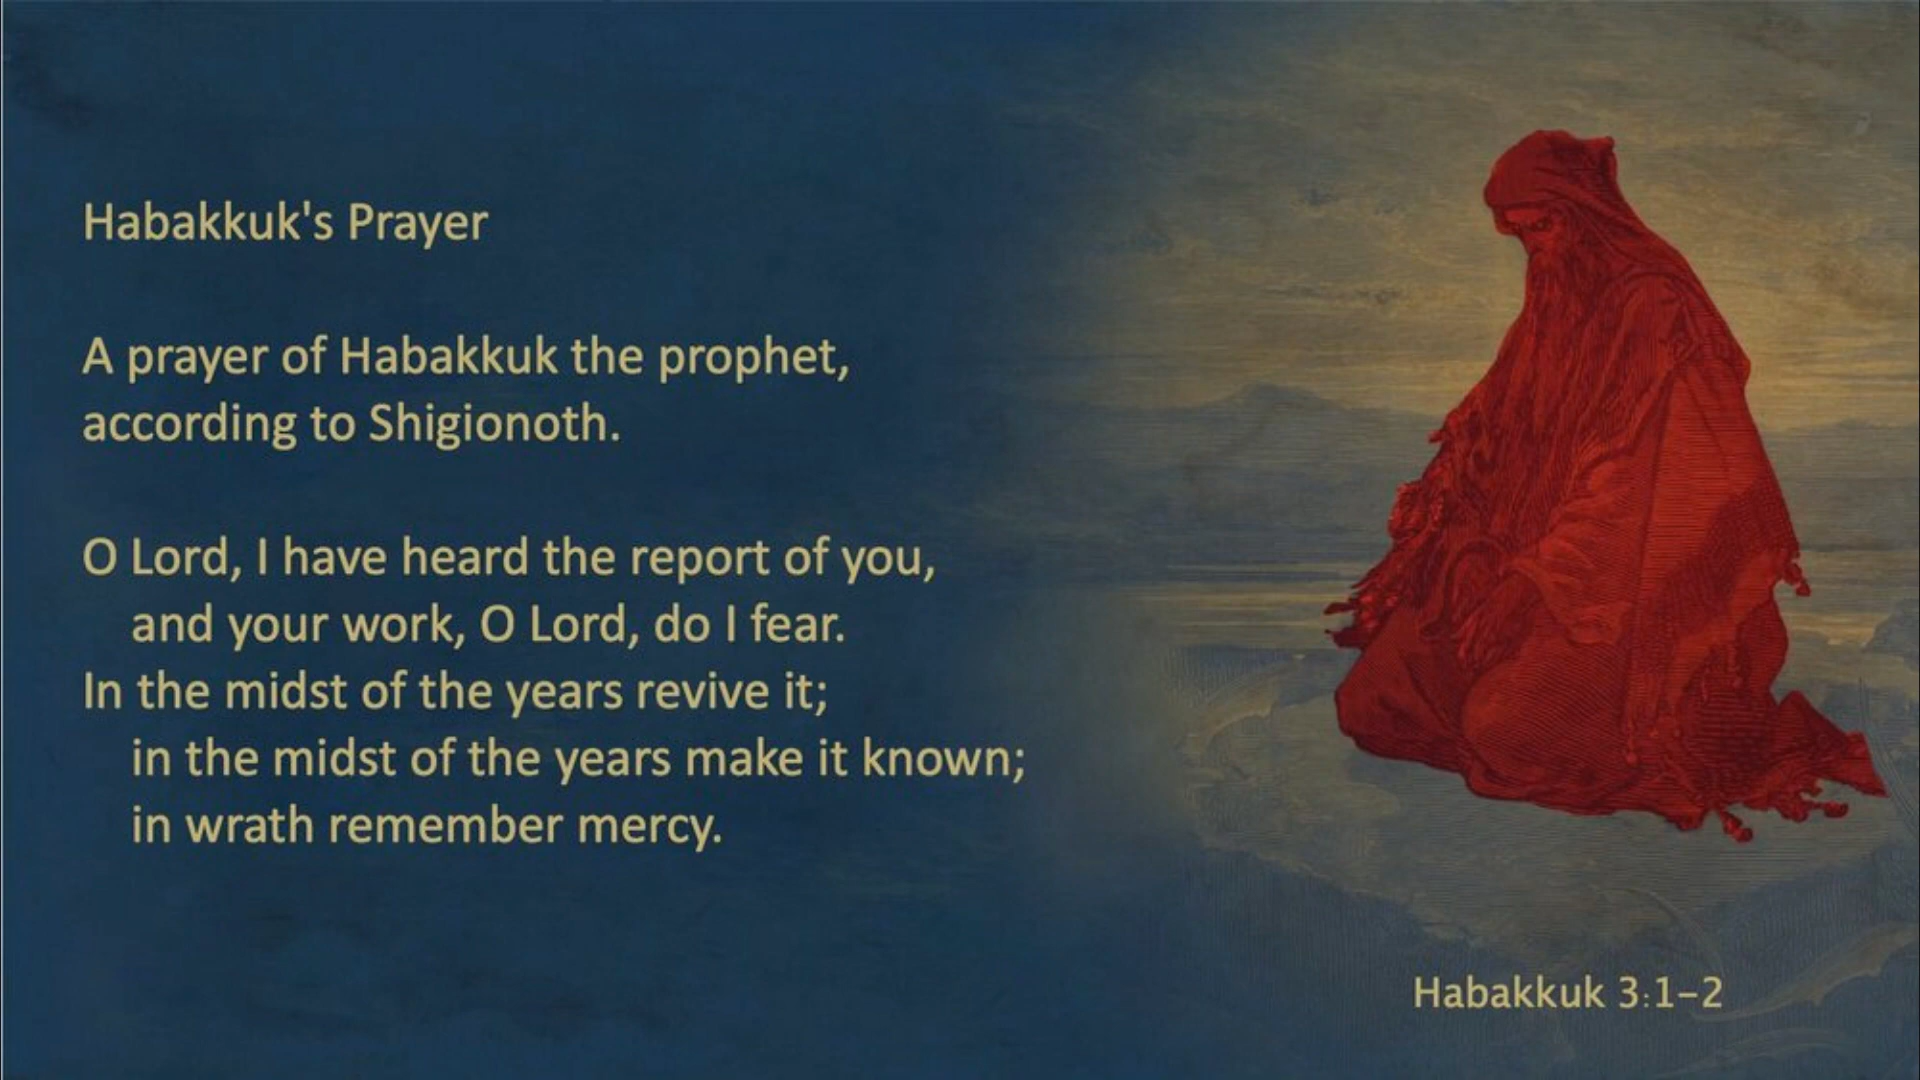 Habakkuk's Prayer
A prayer of Habakkuk the prophet,
according to Shigionoth.
O Lord, I have heard the report of you,
and your work, O Lord, do I fear.
In the midst of the years revive it;
in the midst of the years make it known;
in wrath remember mercy.
Habakkuk 3:1–2